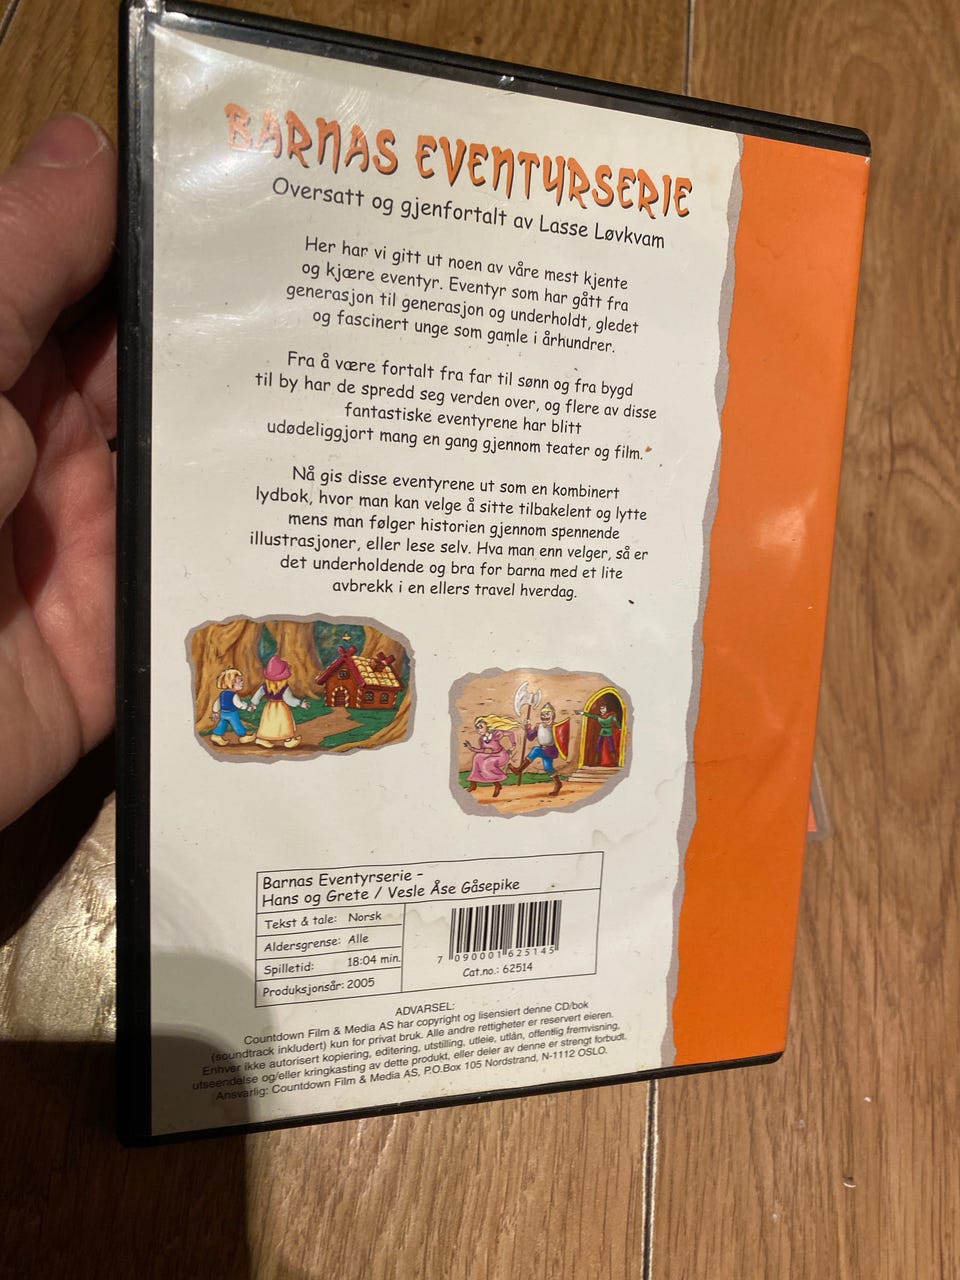 BARNAS EVENTYRSERIE
Oversatt og gjenfortalt av Lasse Løvkvam
Her har vi gitt ut noen av våre mest kjente
og kjære eventyr. Eventyr som har gått fra
generasjon til generasjon og underholdt, gledet
og fascinert unge som gamle i århundrer.
Fra å være fortalt fra far til sønn og fra bygd
til by har de spredd seg verden over, og flere av disse
fantastiske eventyrene har blitt
udødeliggjort mang en gang gjennom teater og film.
Nå gis disse eventyrene ut som en kombinert
lydbok, hvor man kan velge å sitte tilbakelent og lytte
mens man følger historien gjennom spennende
illustrasjoner, eller lese selv. Hva man enn velger, så er
det underholdende og bra for barna med et lite
avbrekk i en ellers travel hverdag.
Barnas Eventyrserie -
Hans og Grete / Vesle Åse Gåsepike
Tekst & tale: Norsk
Aldersgrense: Alle
Spilletid: 18:04 min.
Produksjonsår: 2005
7 090001 625145
Cat.no.: 62514
ADVARSEL:
Countdown Film & Media AS har copyright og lisensiert denne CD/bok
(soundtrack inkludert) kun for privat bruk. Alle andre rettigheter er reservert eieren.
Enhver ikke autorisert kopiering, editering, utstilling, utleie, utlån, offentlig fremvisning,
utseendelse og/eller kringkasting av dette produkt, eller deler av denne er strengt forbudt.
Ansvarlig: Countdown Film & Media AS, P.O.Box 105 Nordstrand, N-1112 OSLO.